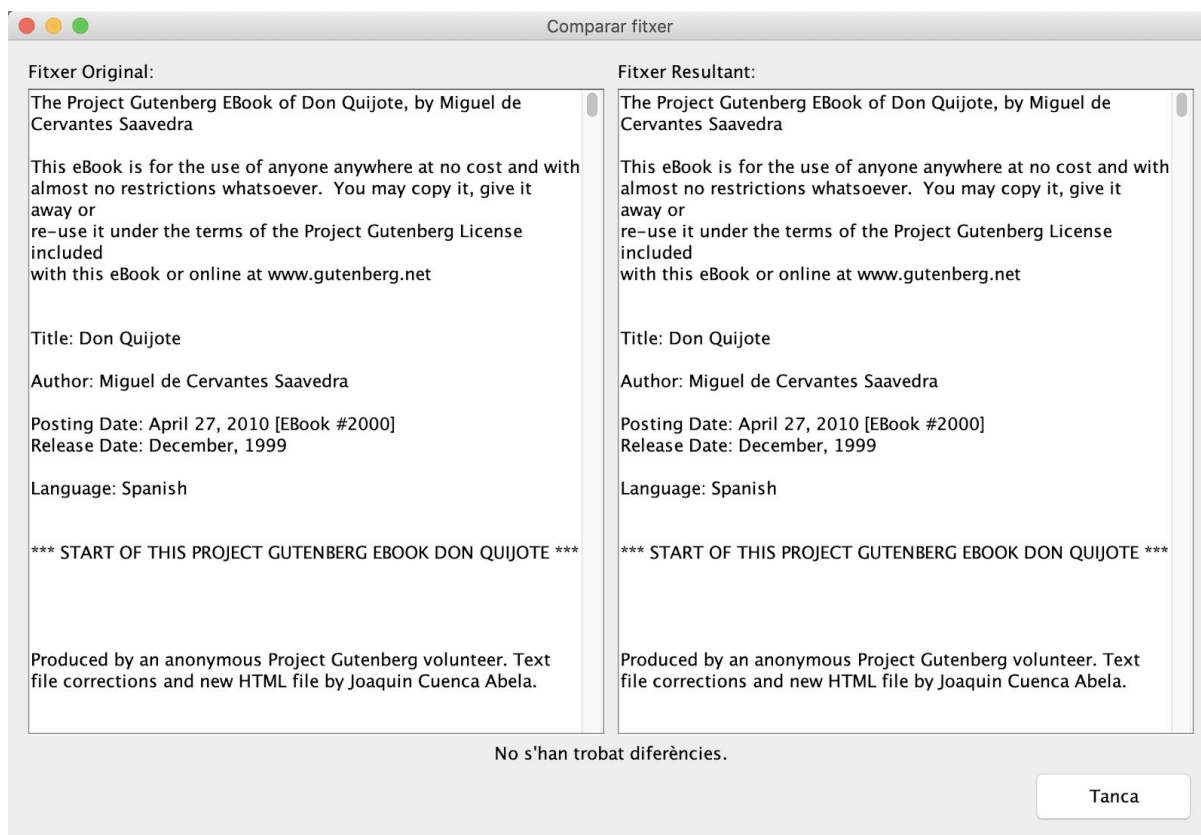 Comparar fitxer
Fitxer Original:
The Project Gutenberg EBook of Don Quijote, by Miguel de
Cervantes Saavedra
This eBook is for the use of anyone anywhere at no cost and with
almost no restrictions whatsoever.  You may copy it, give it
away or
re-use it under the terms of the Project Gutenberg License
included
with this eBook or online at www.gutenberg.net
Title: Don Quijote
Author: Miguel de Cervantes Saavedra
Posting Date: April 27, 2010 [EBook #2000]
Release Date: December, 1999
Language: Spanish
*** START OF THIS PROJECT GUTENBERG EBOOK DON QUIJOTE ***
Produced by an anonymous Project Gutenberg volunteer. Text
file corrections and new HTML file by Joaquin Cuenca Abela.
Fitxer Resultant:
The Project Gutenberg EBook of Don Quijote, by Miguel de
Cervantes Saavedra
This eBook is for the use of anyone anywhere at no cost and with
almost no restrictions whatsoever.  You may copy it, give it
away or
re-use it under the terms of the Project Gutenberg License
included
with this eBook or online at www.gutenberg.net
Title: Don Quijote
Author: Miguel de Cervantes Saavedra
Posting Date: April 27, 2010 [EBook #2000]
Release Date: December, 1999
Language: Spanish
*** START OF THIS PROJECT GUTENBERG EBOOK DON QUIJOTE ***
Produced by an anonymous Project Gutenberg volunteer. Text
file corrections and new HTML file by Joaquin Cuenca Abela.
No s'han trobat diferències.
Tanca